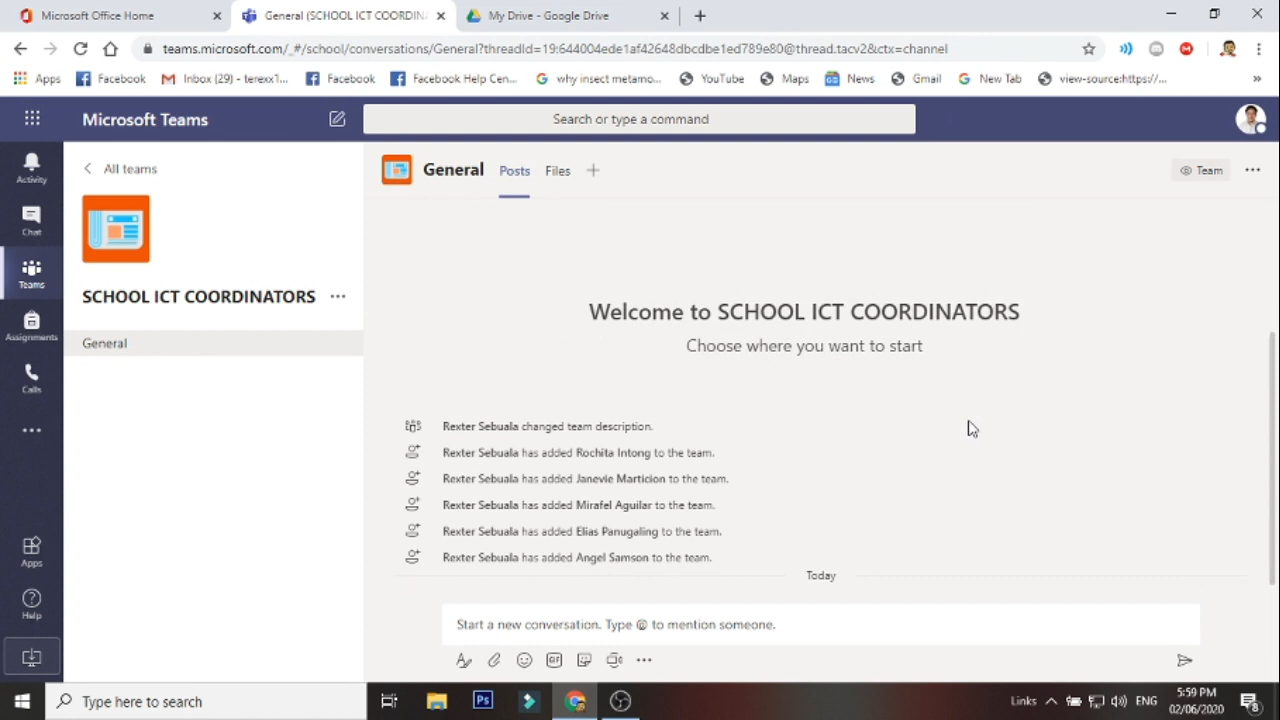 Microsoft Office Home
General (SCHOOL ICT COORDINA
My Drive - Google Drive
teams.microsoft.com/_#/school/conversations/General?threadId=19:644004ede1af42648dbcdbe1ed789e80@thread.tacv2&ctx=channel
Apps
Facebook
Inbox (29) - terexx1...
Facebook
Facebook Help Cen...
why insect metamo...
YouTube
Maps
News
Gmail
New Tab
view-source:https://...
»
Microsoft Teams
Search or type a command
Activity
Chat
Teams
Assignments
Calls
Apps
Help
All teams
SCHOOL ICT COORDINATORS
General
General
Posts
Files
Team
Welcome to SCHOOL ICT COORDINATORS
Choose where you want to start
Rexter Sebuala changed team description.
Rexter Sebuala has added Rochita Intong to the team.
Rexter Sebuala has added Janevie Marticion to the team.
Rexter Sebuala has added Mirafel Aguilar to the team.
Rexter Sebuala has added Elias Panugaling to the team.
Rexter Sebuala has added Angel Samson to the team.
Today
Start a new conversation. Type @ to mention someone.
GIF
Type here to search
Ps
Links
ENG
5:59 PM
02/06/2020
8